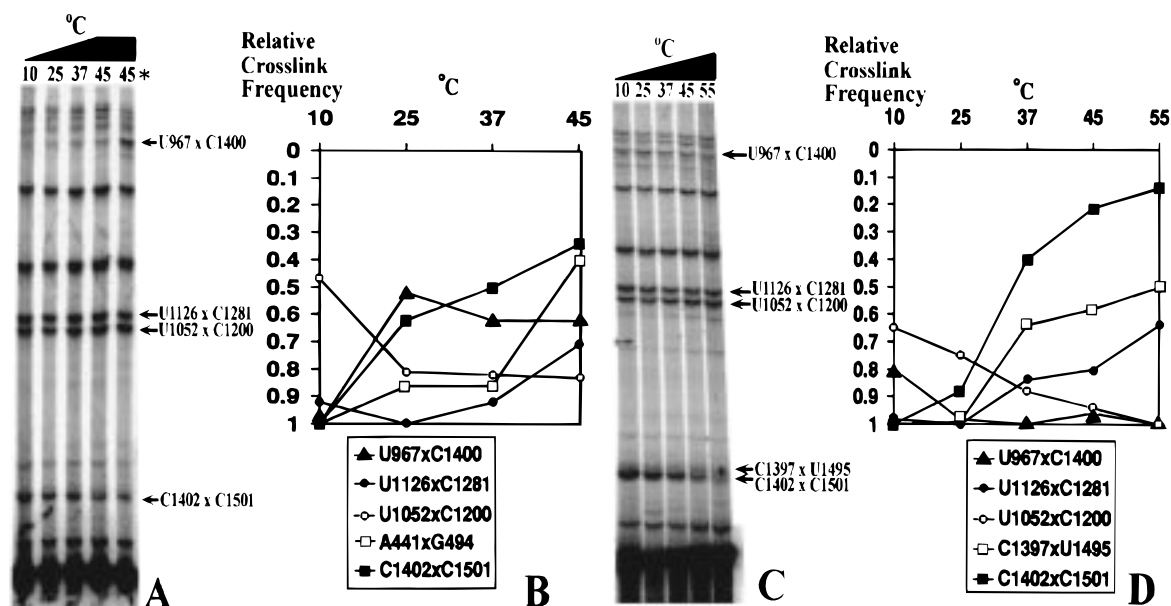 °C
10 25 37 45 45 *
U967 x C1400
U1126 x C1281
U1052 x C1200
C1402 x C1501
A
Relative
Crosslink
Frequency
°C
10 25 37 45
0
0.1
0.2
0.3
0.4
0.5
0.6
0.7
0.8
0.9
1
U967xC1400
U1126xC1281
U1052xC1200
A441xG494
C1402xC1501
B
°C
10 25 37 45 55
U967 x C1400
U1126 x C1281
U1052 x C1200
C1397 x U1495
C1402 x C1501
C
Relative
Crosslink
Frequency
°C
10 25 37 45 55
0
0.1
0.2
0.3
0.4
0.5
0.6
0.7
0.8
0.9
1
U967xC1400
U1126xC1281
U1052xC1200
C1397xU1495
C1402xC1501
D